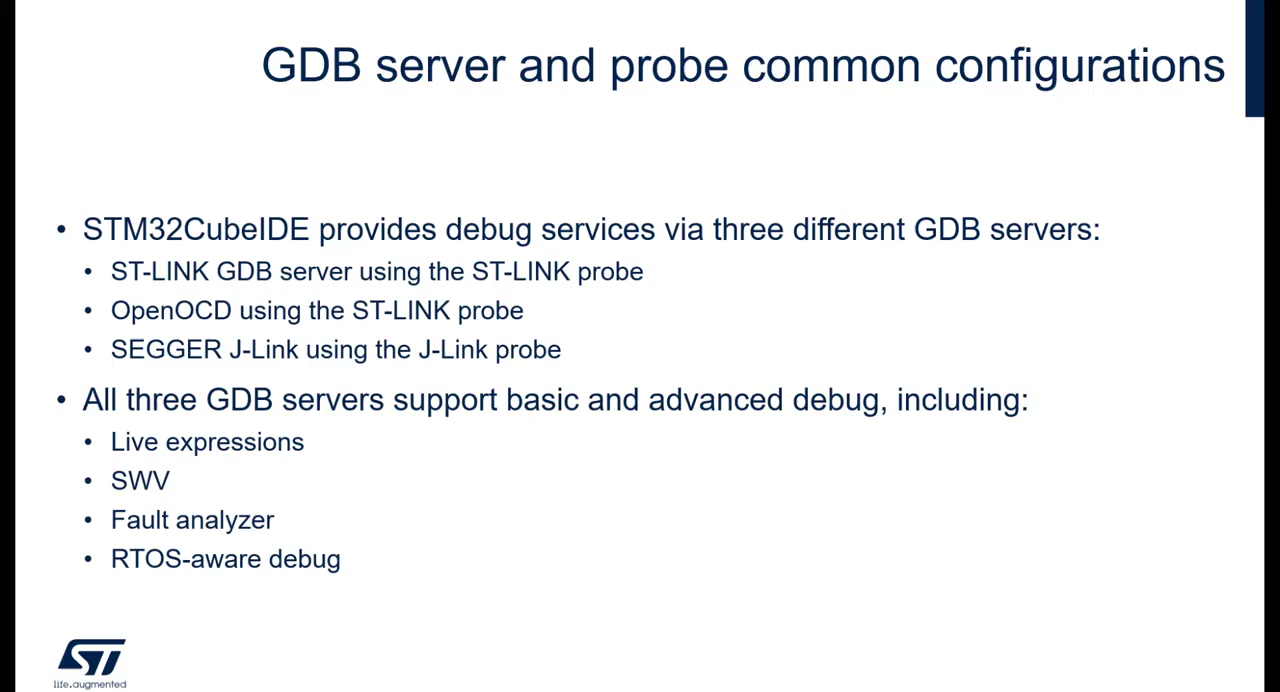 GDB server and probe common configurations
• STM32CubeIDE provides debug services via three different GDB servers:
• ST-LINK GDB server using the ST-LINK probe
• OpenOCD using the ST-LINK probe
• SEGGER J-Link using the J-Link probe
• All three GDB servers support basic and advanced debug, including:
• Live expressions
• SWV
• Fault analyzer
• RTOS-aware debug
ST
life.augmented